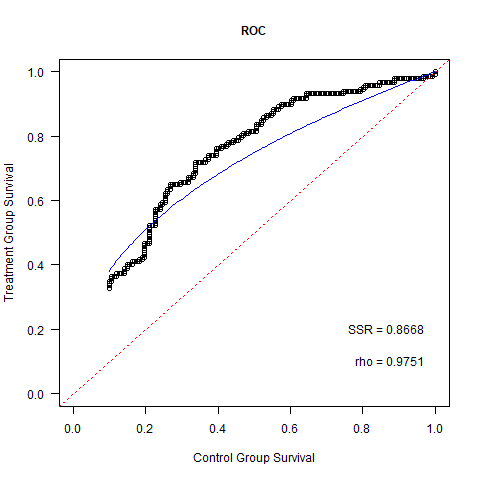 ROC
Treatment Group Survival
1.0
0.8
0.6
0.4
0.2
0.0
SSR = 0.8668
rho = 0.9751
0.0 0.2 0.4 0.6 0.8 1.0
Control Group Survival